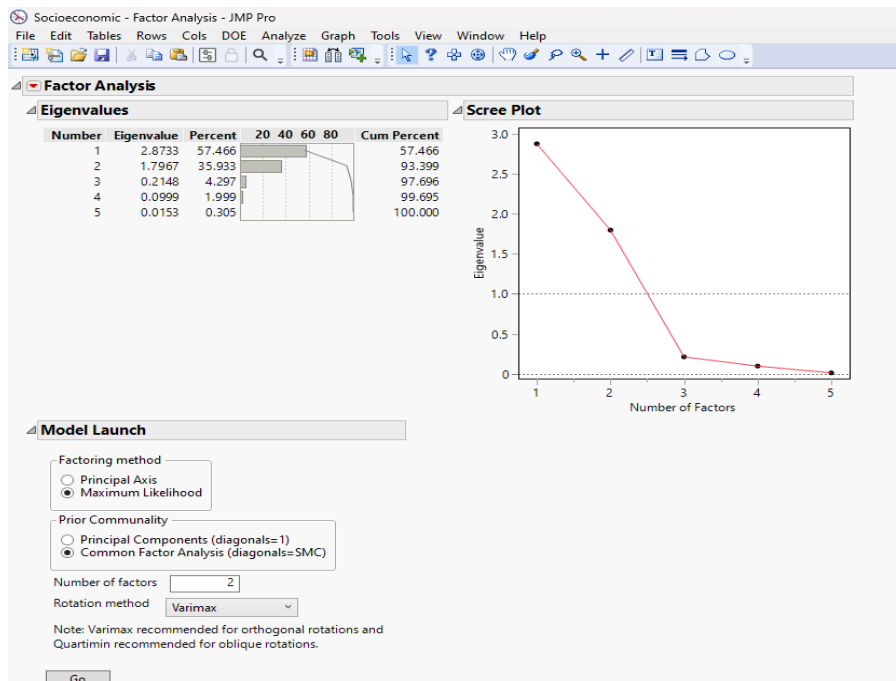 Socioeconomic - Factor Analysis - JMP Pro
File Edit Tables Rows Cols DOE Analyze Graph Tools View Window Help
Factor Analysis
Eigenvalues
Number Eigenvalue Percent 20 40 60 80 Cum Percent
1 2.8733 57.466 57.466
2 1.7967 35.933 93.399
3 0.2148 4.297 97.696
4 0.0999 1.999 99.695
5 0.0153 0.305 100.000
Scree Plot
3.0
2.5
2.0
1.5
1.0
0.5
0
Eigenvalue
1 2 3 4 5
Number of Factors
Model Launch
Factoring method
Principal Axis
Maximum Likelihood
Prior Communality
Principal Components (diagonals=1)
Common Factor Analysis (diagonals=SMC)
Number of factors 2
Rotation method Varimax
Note: Varimax recommended for orthogonal rotations and
Quartimin recommended for oblique rotations.
Go